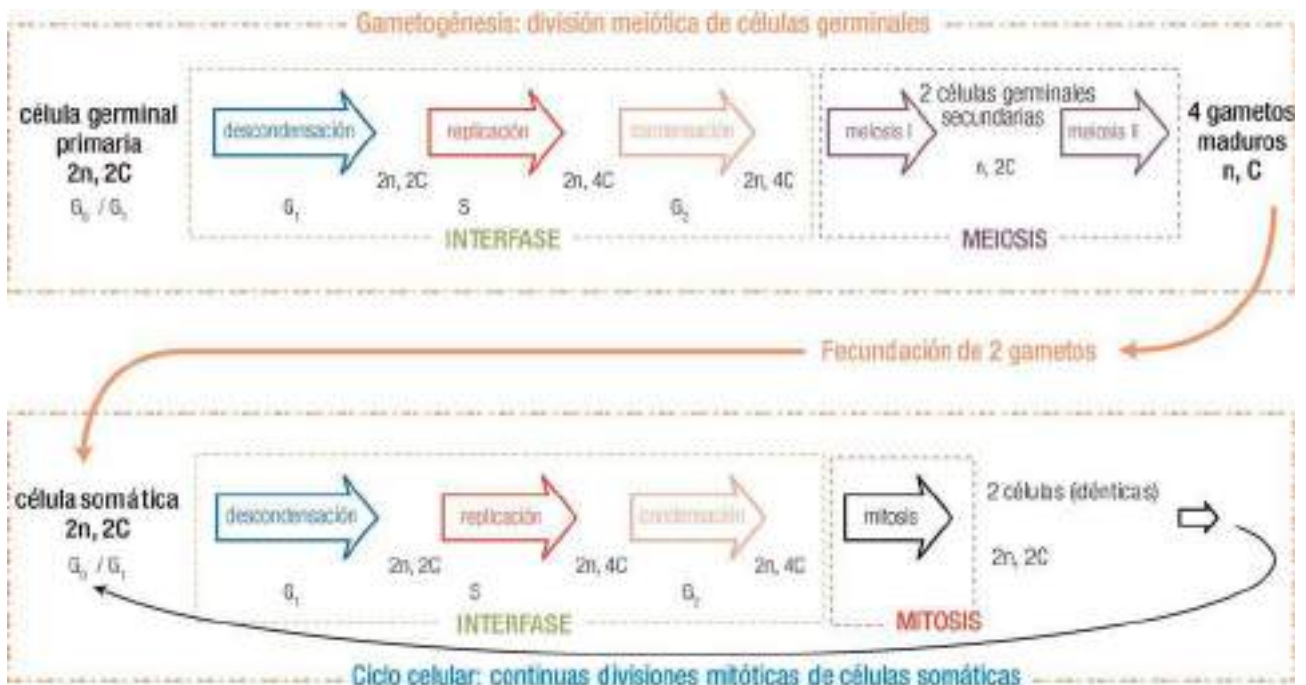 Gametogénesis: división meiótica de células germinales
célula germinal
primaria
2n, 2C
G₀ / G₁
descondensación
replicación
condensación
2n, 2C
2n, 4C
2n, 4C
G₁
S
G₂
INTERFASE
meiosis I
2 células germinales
secundarias
n, 2C
meiosis II
MEIOSIS
4 gametos
maduros
n, C
Fecundación de 2 gametos
célula somática
2n, 2C
G₀ / G₁
descondensación
replicación
condensación
2n, 2C
2n, 4C
2n, 4C
G₁
S
G₂
INTERFASE
mitosis
MITOSIS
2 células (idénticas)
2n, 2C
Ciclo celular: continuas divisiones mitóticas de células somáticas